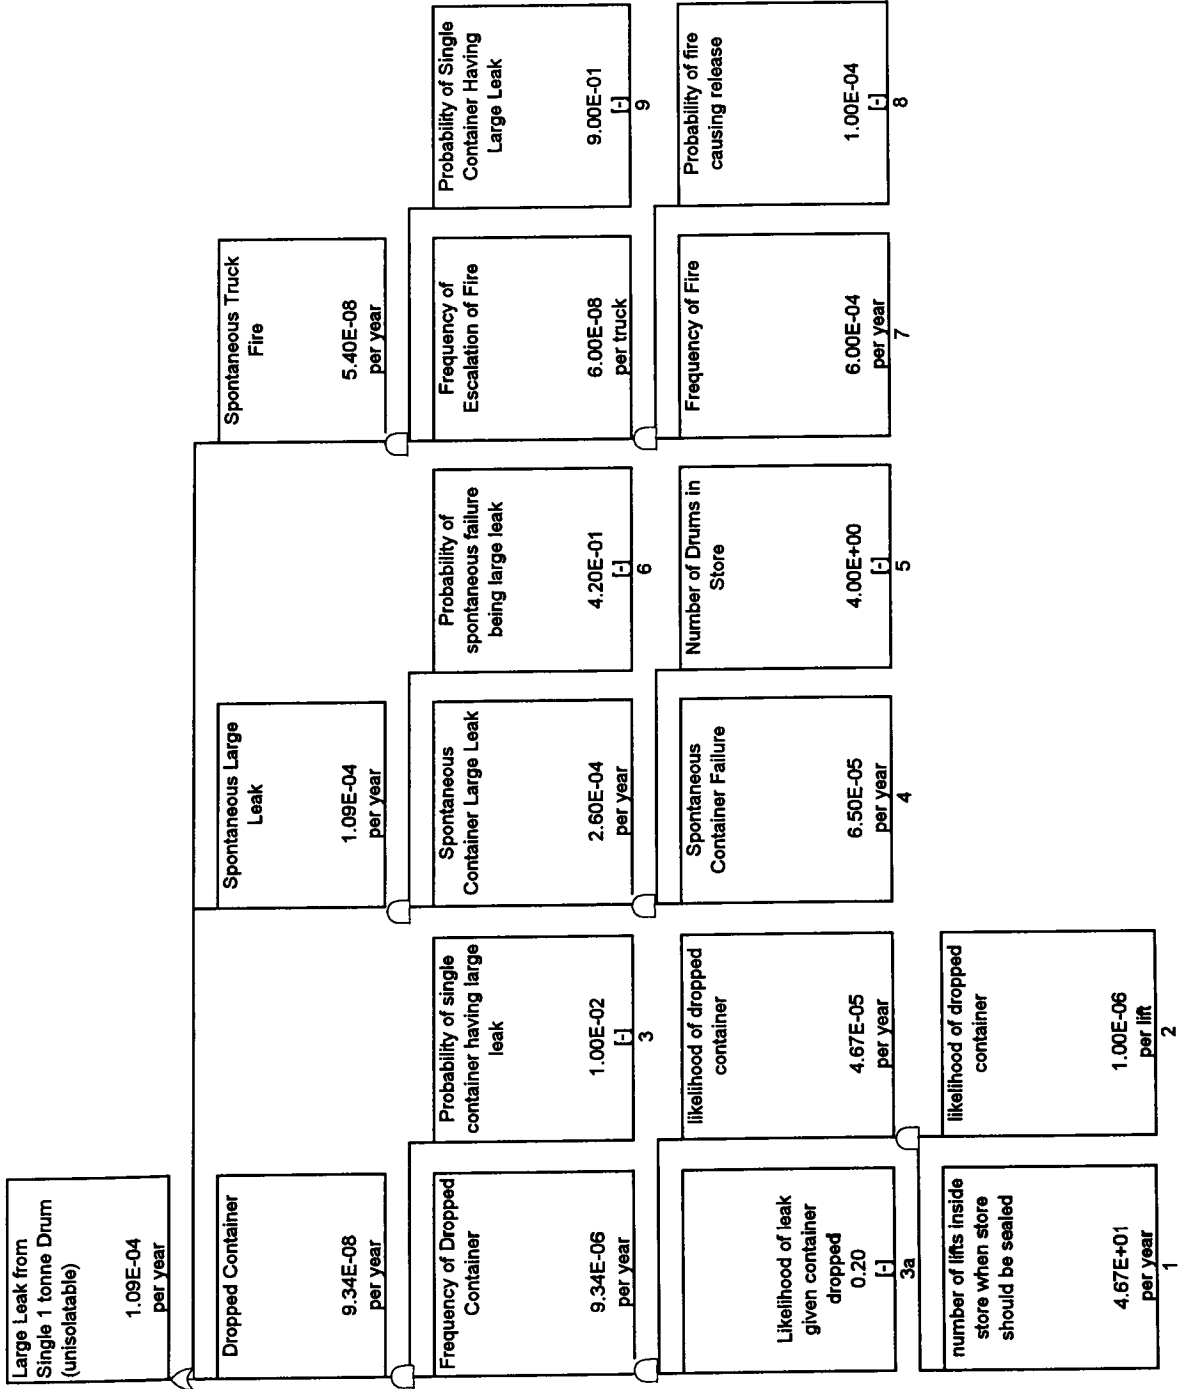 Large Leak from
Single 1 tonne Drum
(unisolatable)
1.09E-04
per year
Dropped Container
9.34E-08
per year
Spontaneous Large
Leak
1.09E-04
per year
Spontaneous Truck
Fire
5.40E-08
per year
Frequency of Dropped
Container
9.34E-06
per year
Probability of single
container having large
leak
1.00E-02
[-]
3
Spontaneous
Container Large Leak
2.60E-04
per year
Probability of
spontaneous failure
being large leak
4.20E-01
[-]
6
Frequency of
Escalation of Fire
6.00E-08
per truck
Probability of Single
Container Having
Large Leak
9.00E-01
[-]
9
Likelihood of leak
given container
dropped
0.20
[-]
3a
likelihood of dropped
container
4.67E-05
per year
Spontaneous
Container Failure
6.50E-05
per year
4
Number of Drums in
Store
4.00E+00
[-]
5
Frequency of Fire
6.00E-04
per year
7
Probability of fire
causing release
1.00E-04
[-]
8
number of lifts inside
store when store
should be sealed
4.67E+01
per year
1
likelihood of dropped
container
1.00E-06
per lift
2